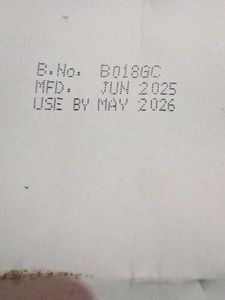 B.No. B018GC
MFD. JUN 2025
USE BY MAY 2026